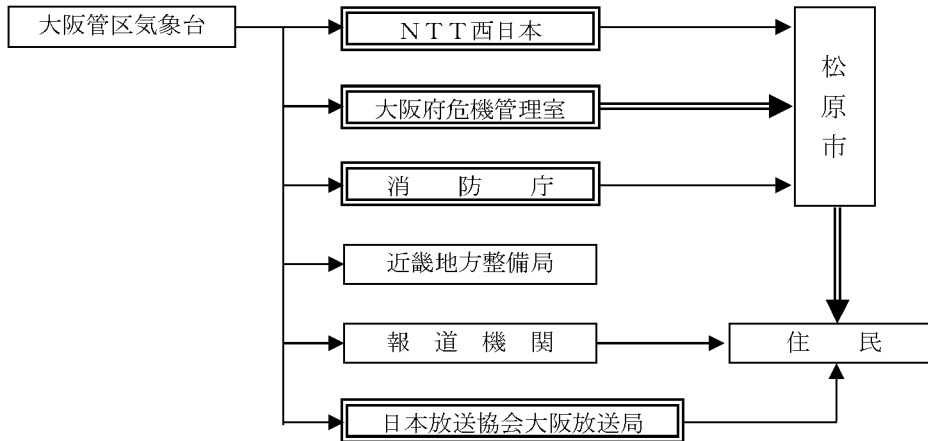 大阪管区気象台
NTT西日本
大阪府危機管理室
消 防 庁
近畿地方整備局
報 道 機 関
日本放送協会大阪放送局
松
原
市
住 民